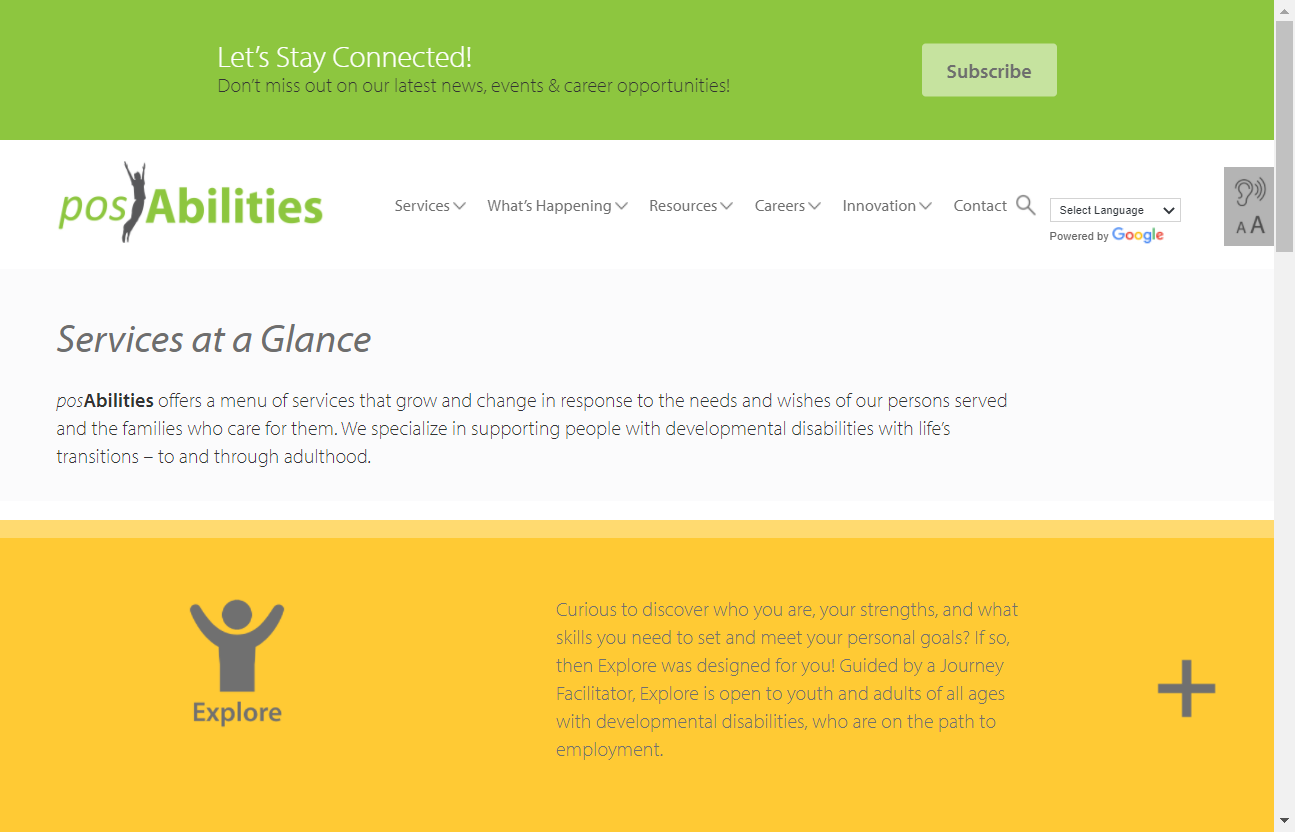 Let's Stay Connected!
Don't miss out on our latest news, events & career opportunities!
Subscribe
posAbilities
Services
What's Happening
Resources
Careers
Innovation
Contact
Select Language
Powered by Google
A A
Services at a Glance
posAbilities offers a menu of services that grow and change in response to the needs and wishes of our persons served
and the families who care for them. We specialize in supporting people with developmental disabilities with life's
transitions – to and through adulthood.
Explore
Curious to discover who you are, your strengths, and what
skills you need to set and meet your personal goals? If so,
then Explore was designed for you! Guided by a Journey
Facilitator, Explore is open to youth and adults of all ages
with developmental disabilities, who are on the path to
employment.